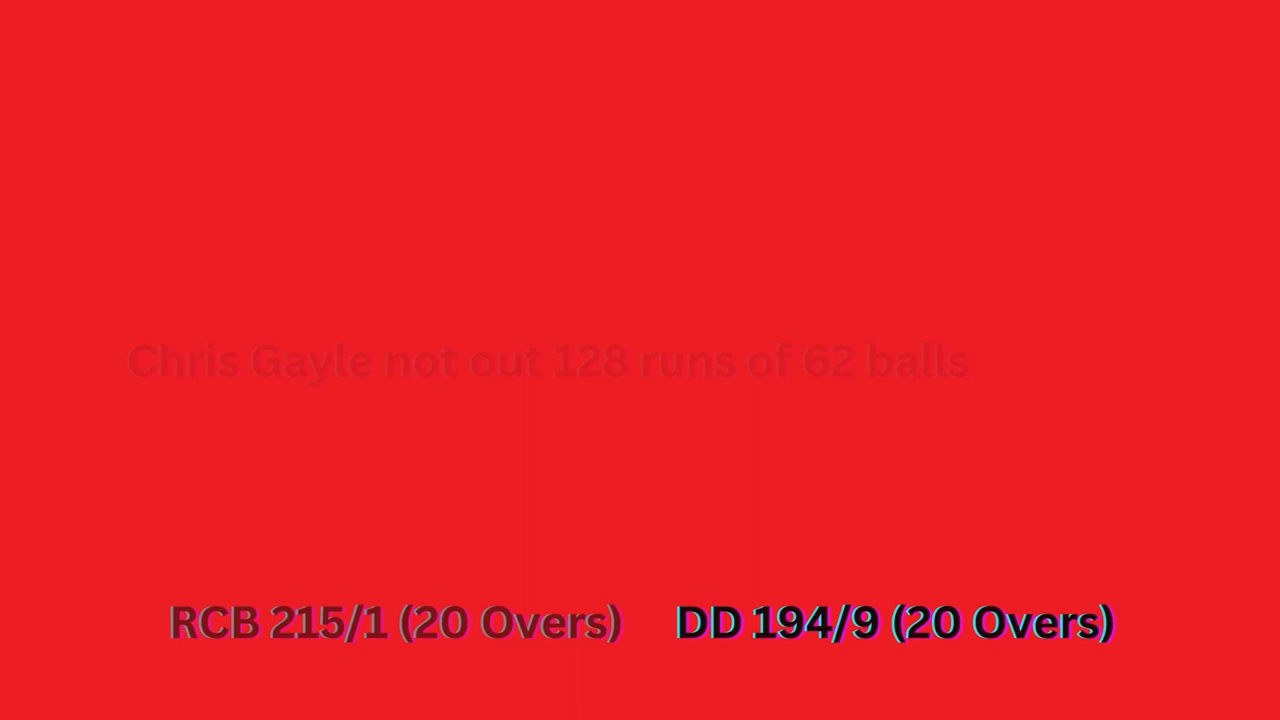 Chris Gayle not out 128 runs of 62 balls
RCB 215/1 (20 Overs) DD 194/9 (20 Overs)